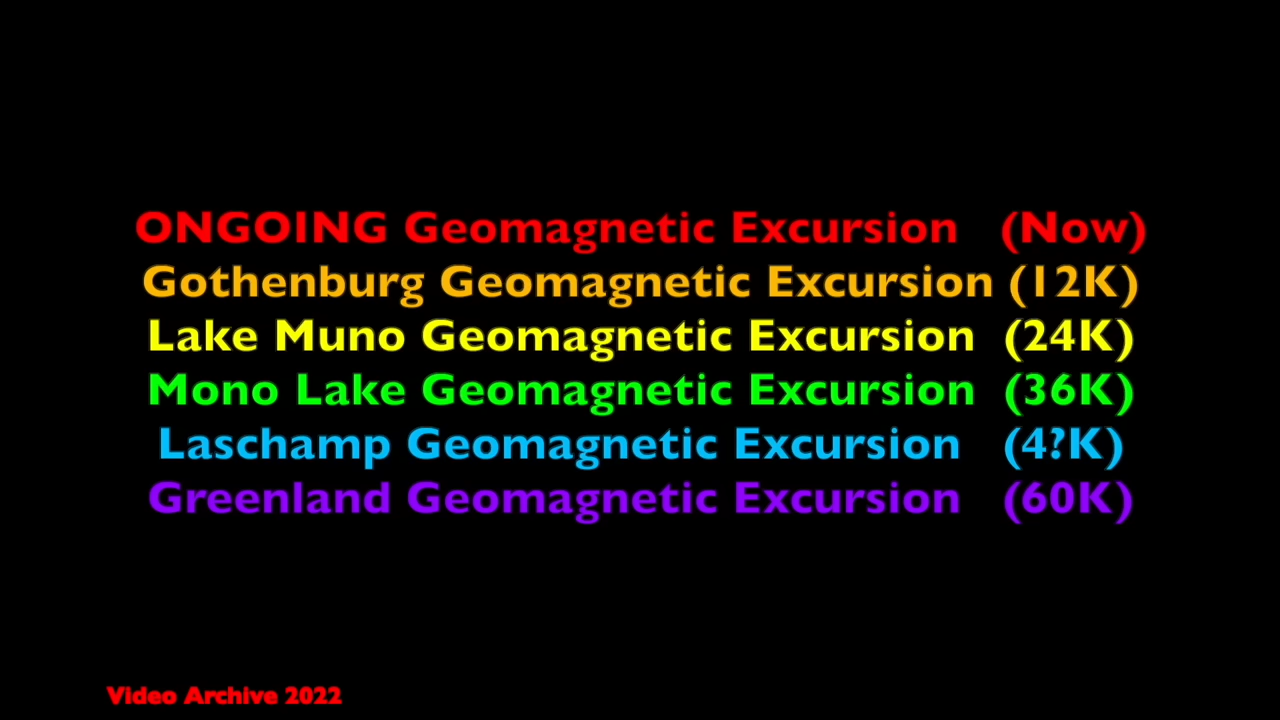 ONGOING Geomagnetic Excursion (Now)
Gothenburg Geomagnetic Excursion (12K)
Lake Muno Geomagnetic Excursion (24K)
Mono Lake Geomagnetic Excursion (36K)
Laschamp Geomagnetic Excursion (4?K)
Greenland Geomagnetic Excursion (60K)
Video Archive 2022